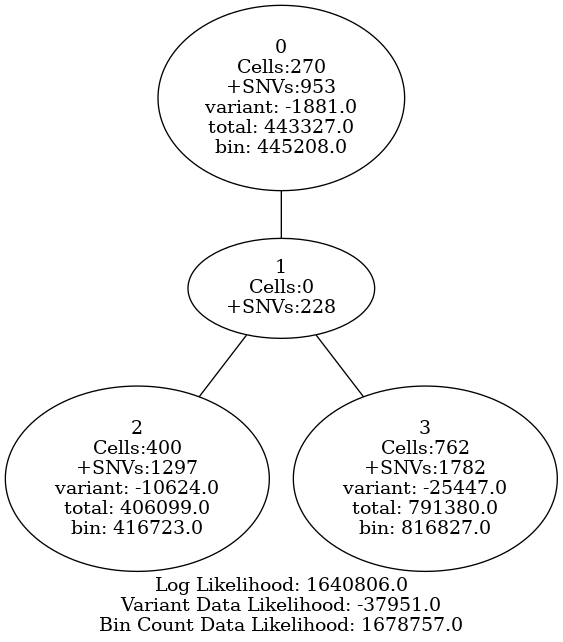 0
Cells:270
+SNVs:953
variant: -1881.0
total: 443327.0
bin: 445208.0
1
Cells:0
+SNVs:228
2
Cells:400
+SNVs:1297
variant: -10624.0
total: 406099.0
bin: 416723.0
3
Cells:762
+SNVs:1782
variant: -25447.0
total: 791380.0
bin: 816827.0
Log Likelihood: 1640806.0
Variant Data Likelihood: -37951.0
Bin Count Data Likelihood: 1678757.0